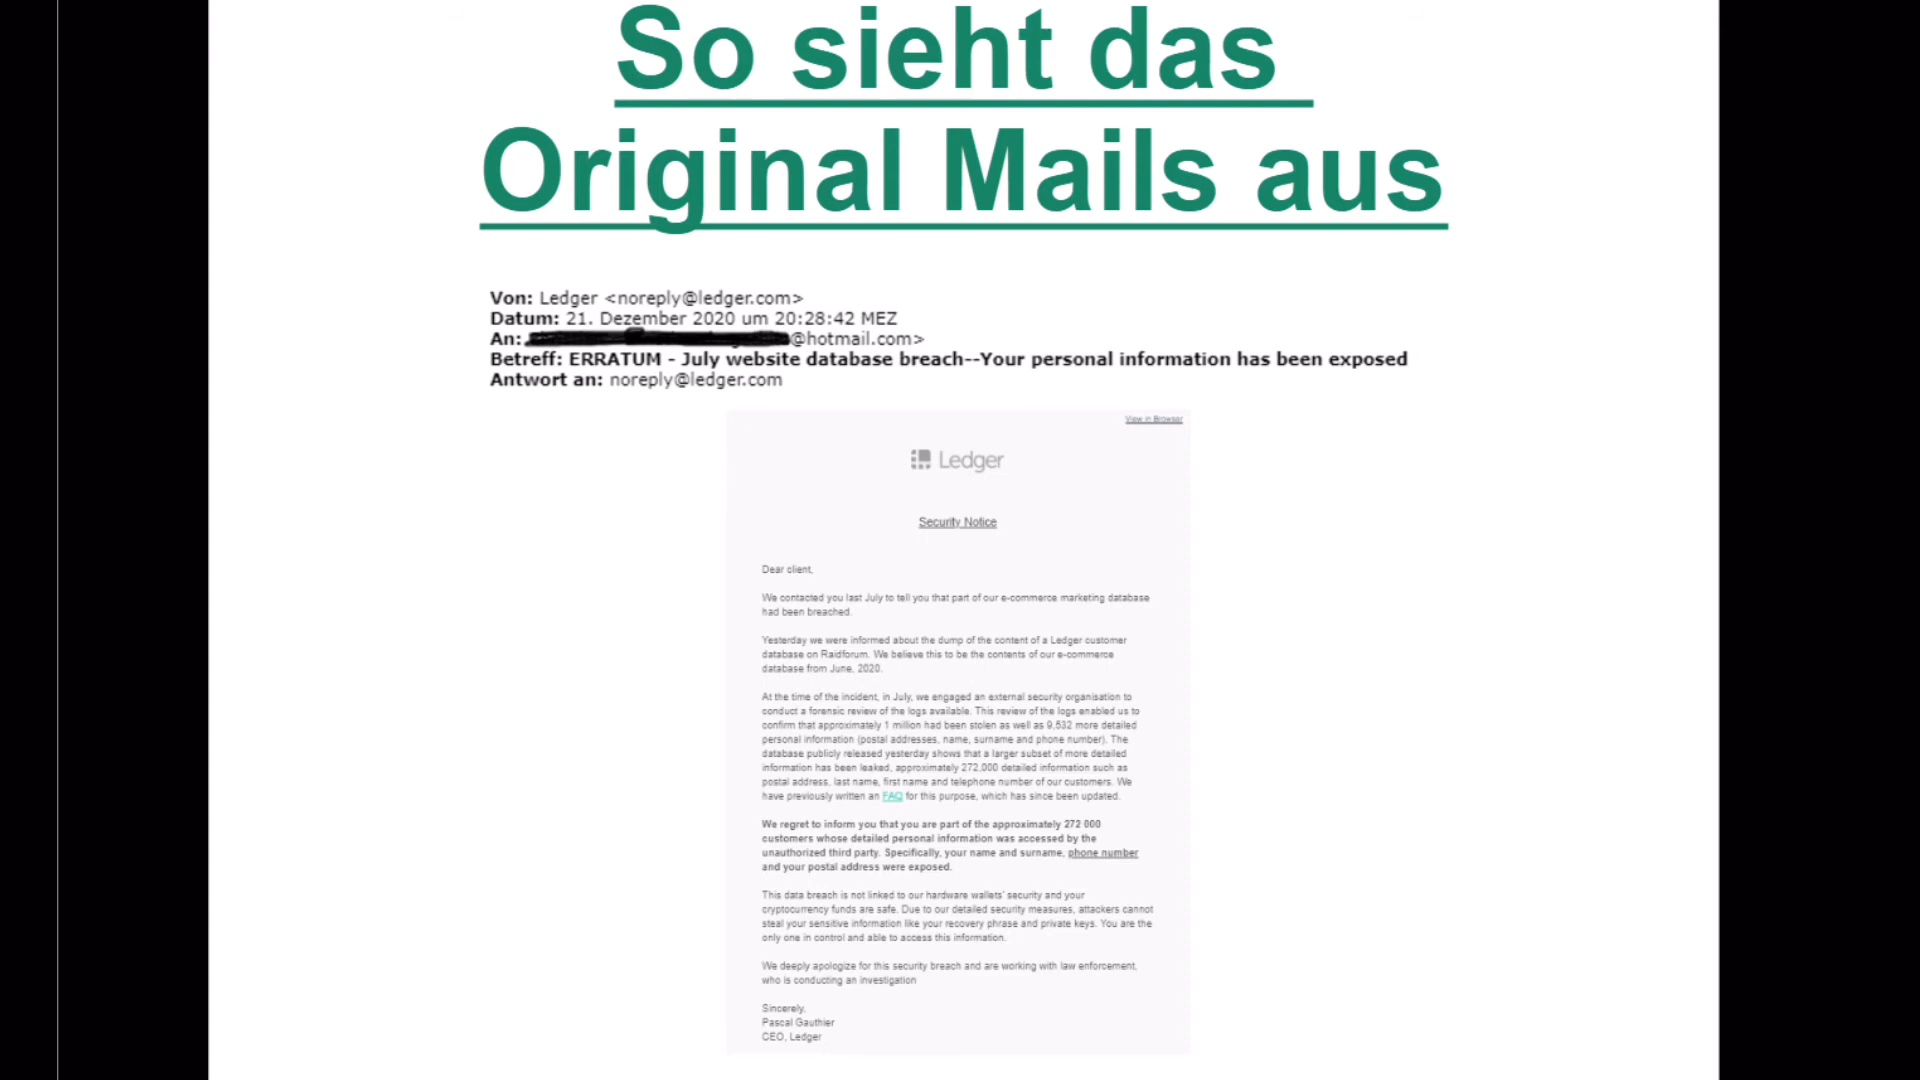 So sieht das
Original Mails aus
Von: Ledger <noreply@ledger.com>
Datum: 21. Dezember 2020 um 20:28:42 MEZ
An: @hotmail.com>
Betreff: ERRATUM - July website database breach--Your personal information has been exposed
Antwort an: noreply@ledger.com
View in Browser
Ledger
Security Notice
Dear client,
We contacted you last July to tell you that part of our e-commerce marketing database
had been breached.
Yesterday we were informed about the dump of the content of a Ledger customer
database on Raidforum. We believe this to be the contents of our e-commerce
database from June, 2020.
At the time of the incident, in July, we engaged an external security organisation to
conduct a forensic review of the logs available. This review of the logs enabled us to
confirm that approximately 1 million had been stolen as well as 9,532 more detailed
personal information (postal addresses, name, surname and phone number). The
database publicly released yesterday shows that a larger subset of more detailed
information has been leaked, approximately 272,000 detailed information such as
postal address, last name, first name and telephone number of our customers. We
have previously written an FAQ for this purpose, which has since been updated.
We regret to inform you that you are part of the approximately 272 000
customers whose detailed personal information was accessed by the
unauthorized third party. Specifically, your name and surname, phone number
and your postal address were exposed.
This data breach is not linked to our hardware wallets' security and your
cryptocurrency funds are safe. Due to our detailed security measures, attackers cannot
steal your sensitive information like your recovery phrase and private keys. You are the
only one in control and able to access this information.
We deeply apologize for this security breach and are working with law enforcement,
who is conducting an investigation
Sincerely,
Pascal Gauthier
CEO, Ledger